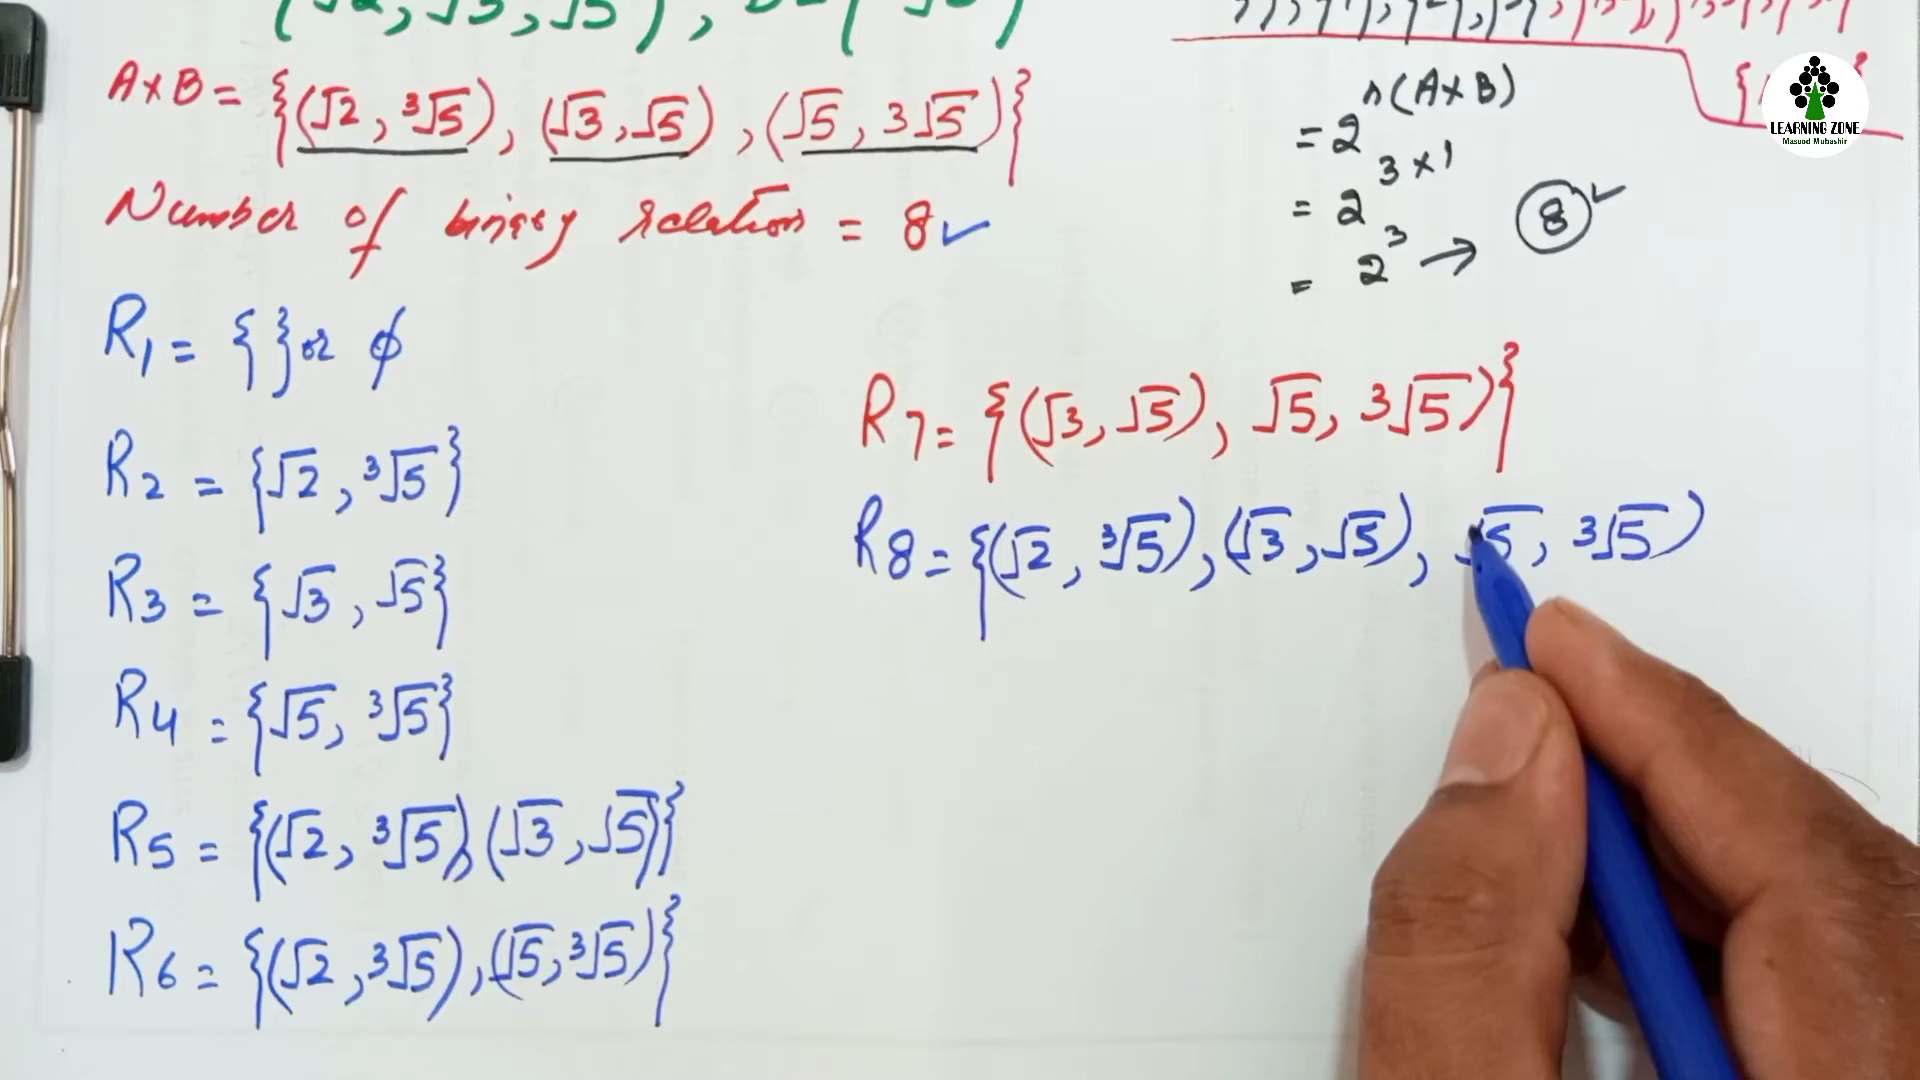 A×B = {(√2, ³√5), (√3, √5), (√5, 3√5)}
Number of binary relation = 8 ✓
R1 = { } or ϕ
R2 = {√2, ³√5}
R3 = {√3, √5}
R4 = {√5, ³√5}
R5 = {(√2, ³√5), (√3, √5)}
R6 = {(√2, 3√5), (√5, ³√5)}
= 2^n(A×B)
= 2^3×1
= 2^3 → 8 ✓
R7 = {(√3, √5), √5, 3√5)}
R8 = {(√2, ³√5), (√3, √5), √5, ³√5)
LEARNING ZONE
Masood Mubashir